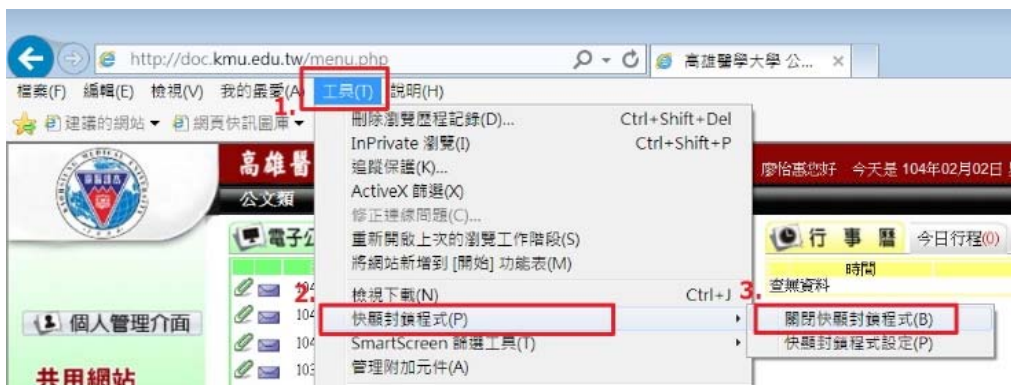 http://doc.kmu.edu.tw/menu.php
高雄醫學大學 公...
檔案(F) 編輯(E) 檢視(V) 我的最愛(A 工具(T) 說明(H)
1.
建議的網站 網頁快訊圖庫
刪除瀏覽歷程記錄(D)... Ctrl+Shift+Del
InPrivate 瀏覽(I) Ctrl+Shift+P
追蹤保護(K)...
ActiveX 篩選(X)
修正連線問題(C)...
重新開啟上次的瀏覽工作階段(S)
將網站新增到 [開始] 功能表(M)
2.
檢視下載(N) Ctrl+J
快顯封鎖程式(P)
SmartScreen 篩選工具(T)
管理附加元件(A)
3.
關閉快顯封鎖程式(B)
快顯封鎖程式設定(P)
高雄醫
廖怡惠您好 今天是 104年02月02日
公文類
電子公
104
104
103
個人管理介面
共用網站
行事曆 今日行程(0)
時間
查無資料